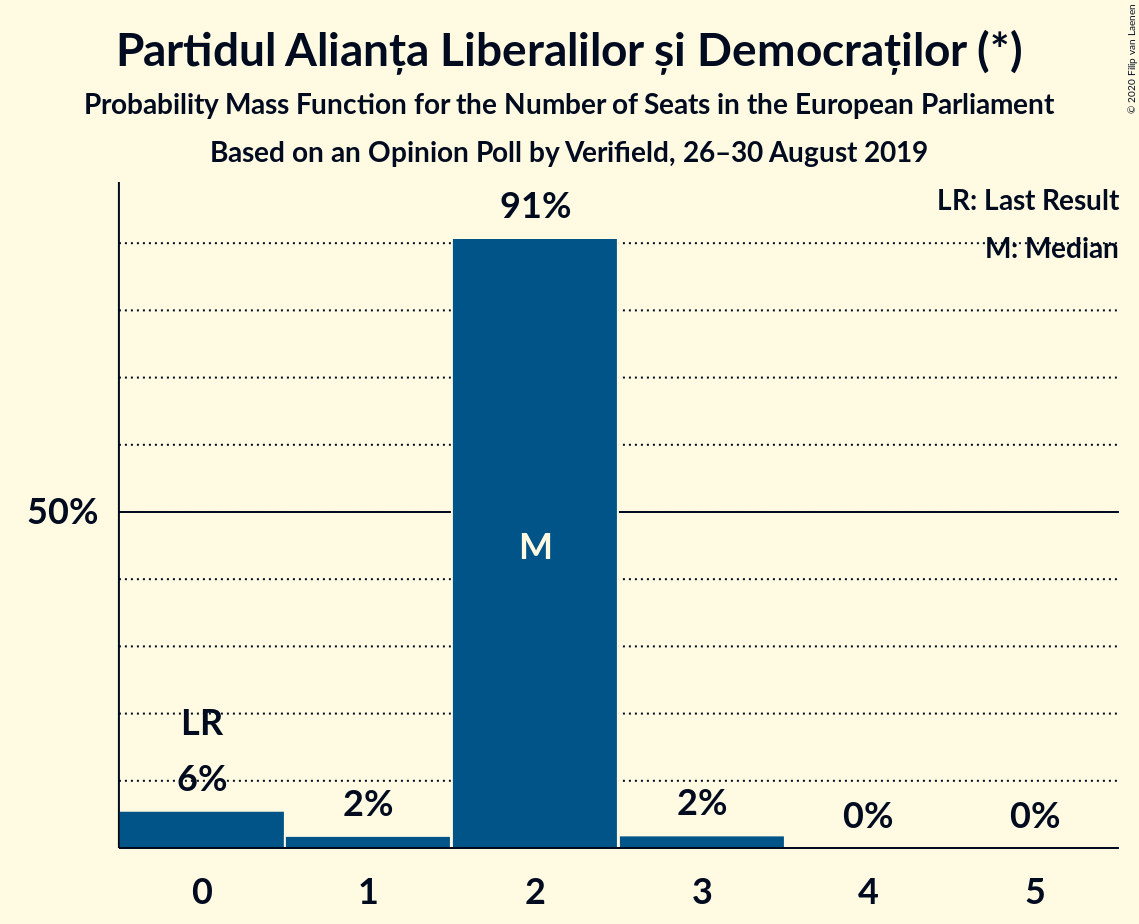 Partidul Alianța Liberalilor și Democraților (*)
Probability Mass Function for the Number of Seats in the European Parliament
Based on an Opinion Poll by Verifield, 26–30 August 2019
© 2020 Filip van Laenen
LR: Last Result
M: Median
91%
50%
M
LR
6%
2%
2%
0%
0%
0 1 2 3 4 5